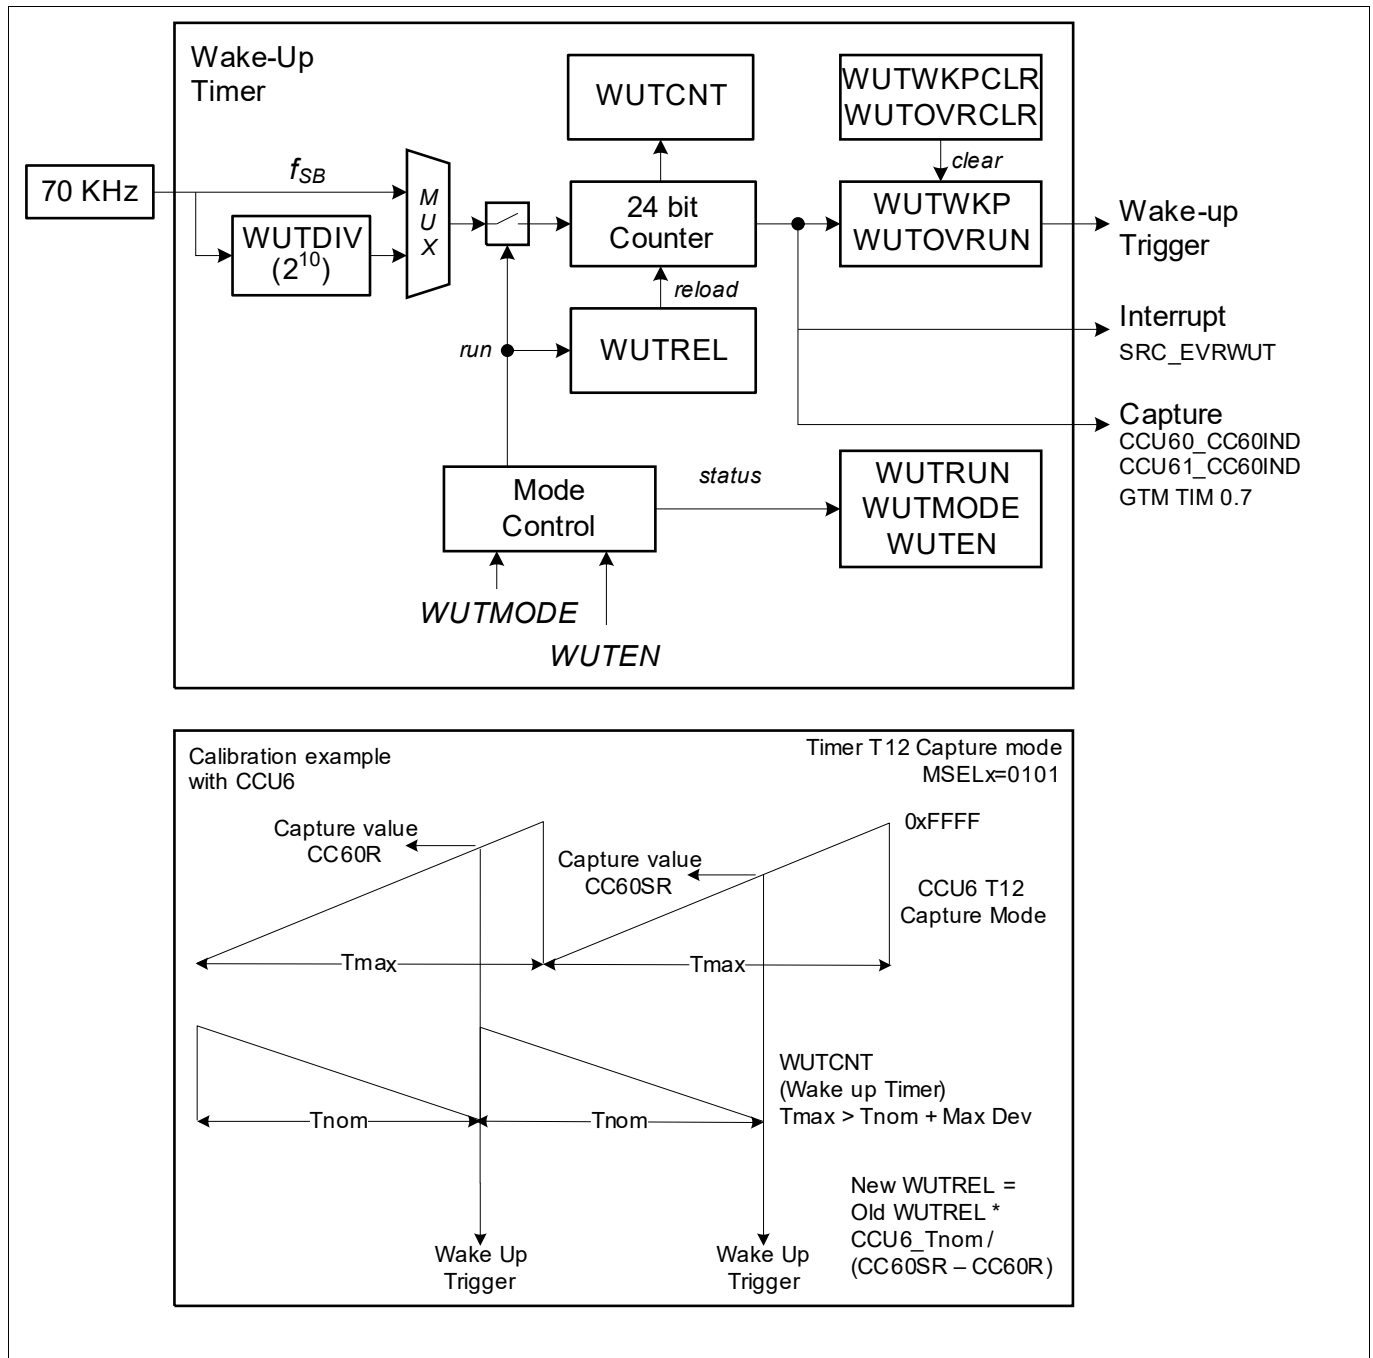 Wake-Up
Timer
WUTCNT
WUTWKPCLR
WUTOVRCLR
clear
70 KHz
fSB
WUTDIV
(2^10)
M
U
X
24 bit
Counter
WUTWKP
WUTOVRUN
Wake-up
Trigger
reload
run
WUTREL
Interrupt
SRC_EVRWUT
Capture
CCU60_CC60IND
CCU61_CC60IND
GTM TIM 0.7
Mode
Control
status
WUTRUN
WUTMODE
WUTEN
WUTMODE
WUTEN
Calibration example
with CCU6
Timer T12 Capture mode
MSELx=0101
Capture value
CC60R
Capture value
CC60SR
0xFFFF
CCU6 T12
Capture Mode
Tmax
Tmax
WUTCNT
(Wake up Timer)
Tmax > Tnom + Max Dev
Tnom
Tnom
New WUTREL =
Old WUTREL *
CCU6_Tnom /
(CC60SR – CC60R)
Wake Up
Trigger
Wake Up
Trigger